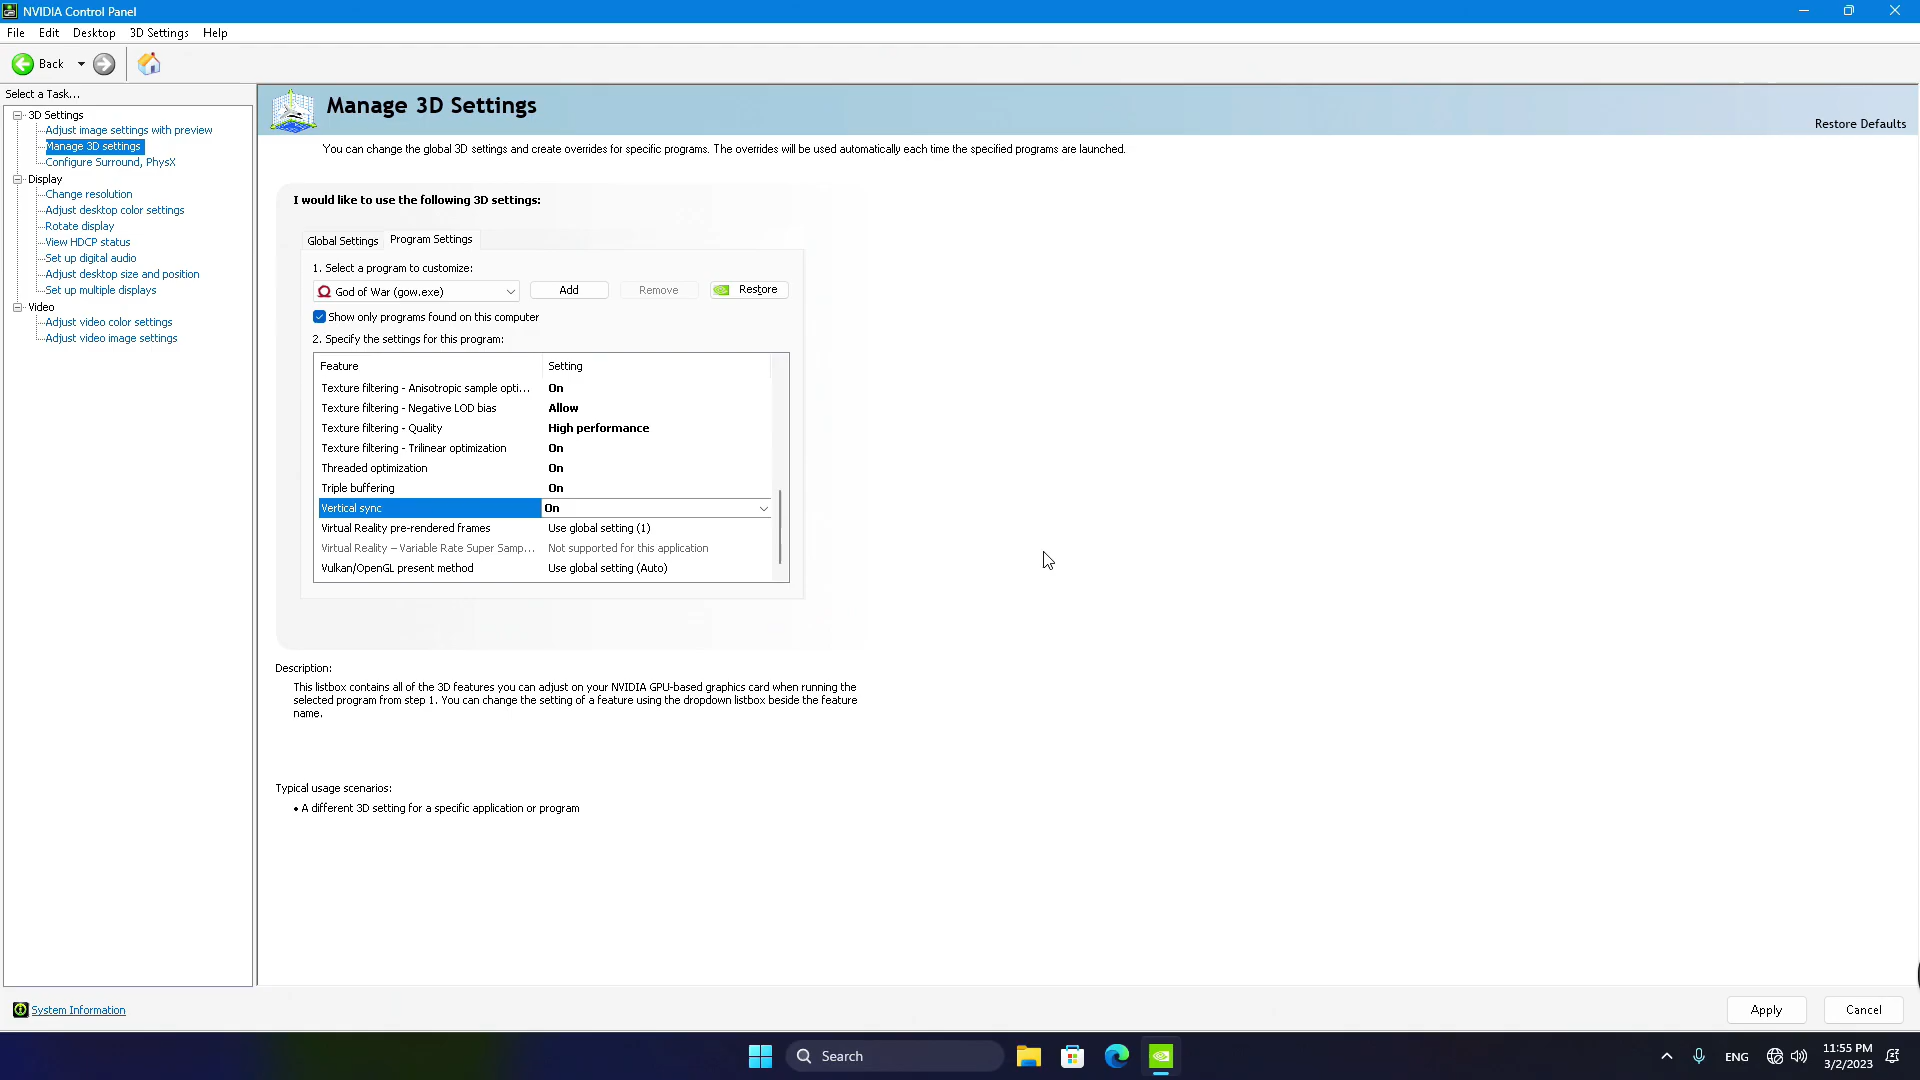 NVIDIA Control Panel
File Edit Desktop 3D Settings Help
Back
Select a Task...
3D Settings
Adjust image settings with preview
Manage 3D settings
Configure Surround, PhysX
Display
Change resolution
Adjust desktop color settings
Rotate display
View HDCP status
Set up digital audio
Adjust desktop size and position
Set up multiple displays
Video
Adjust video color settings
Adjust video image settings
Manage 3D Settings
Restore Defaults
You can change the global 3D settings and create overrides for specific programs. The overrides will be used automatically each time the specified programs are launched.
I would like to use the following 3D settings:
Global Settings Program Settings
1. Select a program to customize:
God of War (gow.exe) Add Remove Restore
Show only programs found on this computer
2. Specify the settings for this program:
Feature Setting
Texture filtering - Anisotropic sample opti... On
Texture filtering - Negative LOD bias Allow
Texture filtering - Quality High performance
Texture filtering - Trilinear optimization On
Threaded optimization On
Triple buffering On
Vertical sync On
Virtual Reality pre-rendered frames Use global setting (1)
Virtual Reality – Variable Rate Super Samp... Not supported for this application
Vulkan/OpenGL present method Use global setting (Auto)
Description:
This listbox contains all of the 3D features you can adjust on your NVIDIA GPU-based graphics card when running the
selected program from step 1. You can change the setting of a feature using the dropdown listbox beside the feature
name.
Typical usage scenarios:
• A different 3D setting for a specific application or program
System Information
Apply Cancel
Search
ENG
11:55 PM
3/2/2023